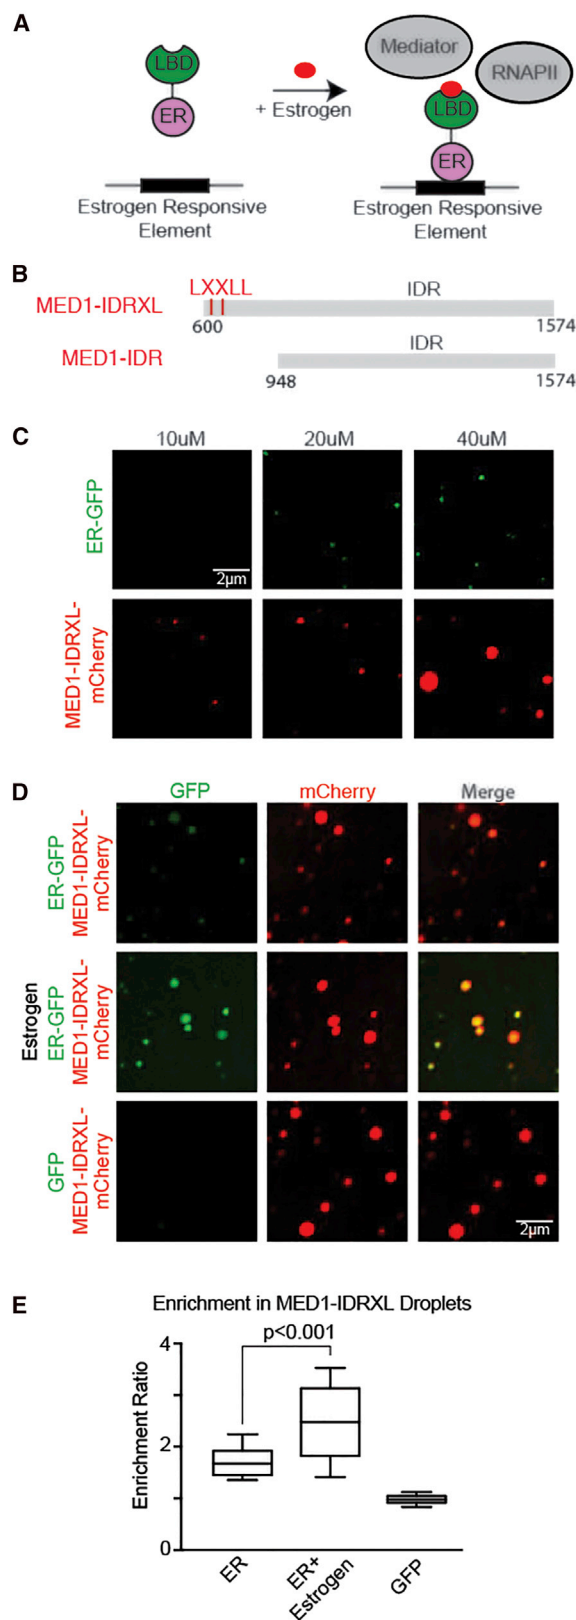 A
LBD
ER
+ Estrogen
Mediator
RNAPII
LBD
ER
Estrogen Responsive
Element
Estrogen Responsive
Element
B
LXXLL
IDR
MED1-IDRXL
600
1574
IDR
MED1-IDR
948
1574
C
10uM
20uM
40uM
ER-GFP
2μm
MED1-IDRXL-
mCherry
D
GFP
mCherry
Merge
ER-GFP
MED1-IDRXL-
mCherry
Estrogen
ER-GFP
MED1-IDRXL-
mCherry
GFP
MED1-IDRXL-
mCherry
2μm
E
Enrichment in MED1-IDRXL Droplets
p<0.001
Enrichment Ratio
4
2
0
ER
ER+
Estrogen
GFP